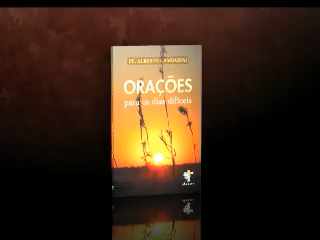 PE. ALBERTO GAMBARINI
ORAÇÕES
para os dias difíceis